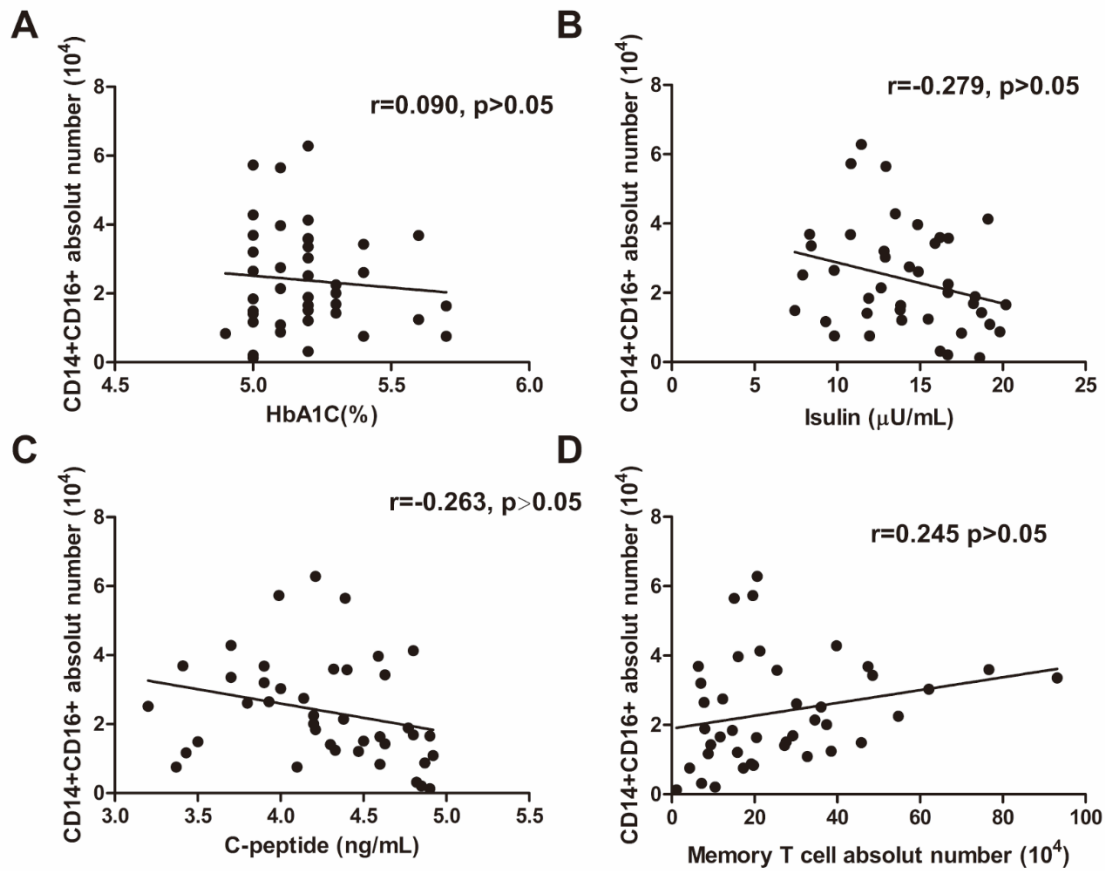 A
CD14+CD16+ absolut number (10⁴)
r=0.090, p>0.05
8
6
4
2
0
4.5 5.0 5.5 6.0
HbA1C(%)
B
CD14+CD16+ absolut number (10⁴)
r=-0.279, p>0.05
8
6
4
2
0
0 5 10 15 20 25
Isulin (μU/mL)
C
CD14+CD16+ absolut number (10⁴)
r=-0.263, p>0.05
8
6
4
2
0
3.0 3.5 4.0 4.5 5.0 5.5
C-peptide (ng/mL)
D
CD14+CD16+ absolut number (10⁴)
r=0.245 p>0.05
8
6
4
2
0
0 20 40 60 80 100
Memory T cell absolut number (10⁴)